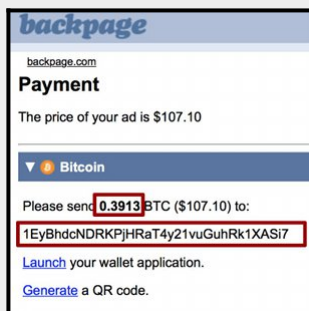 backpage
backpage.com
Payment
The price of your ad is $107.10
▼ Bitcoin
Please send 0.3913 BTC ($107.10) to:
1EyBhdcNDRKPjHRaT4y21vuGuhRk1XASi7
Launch your wallet application.
Generate a QR code.